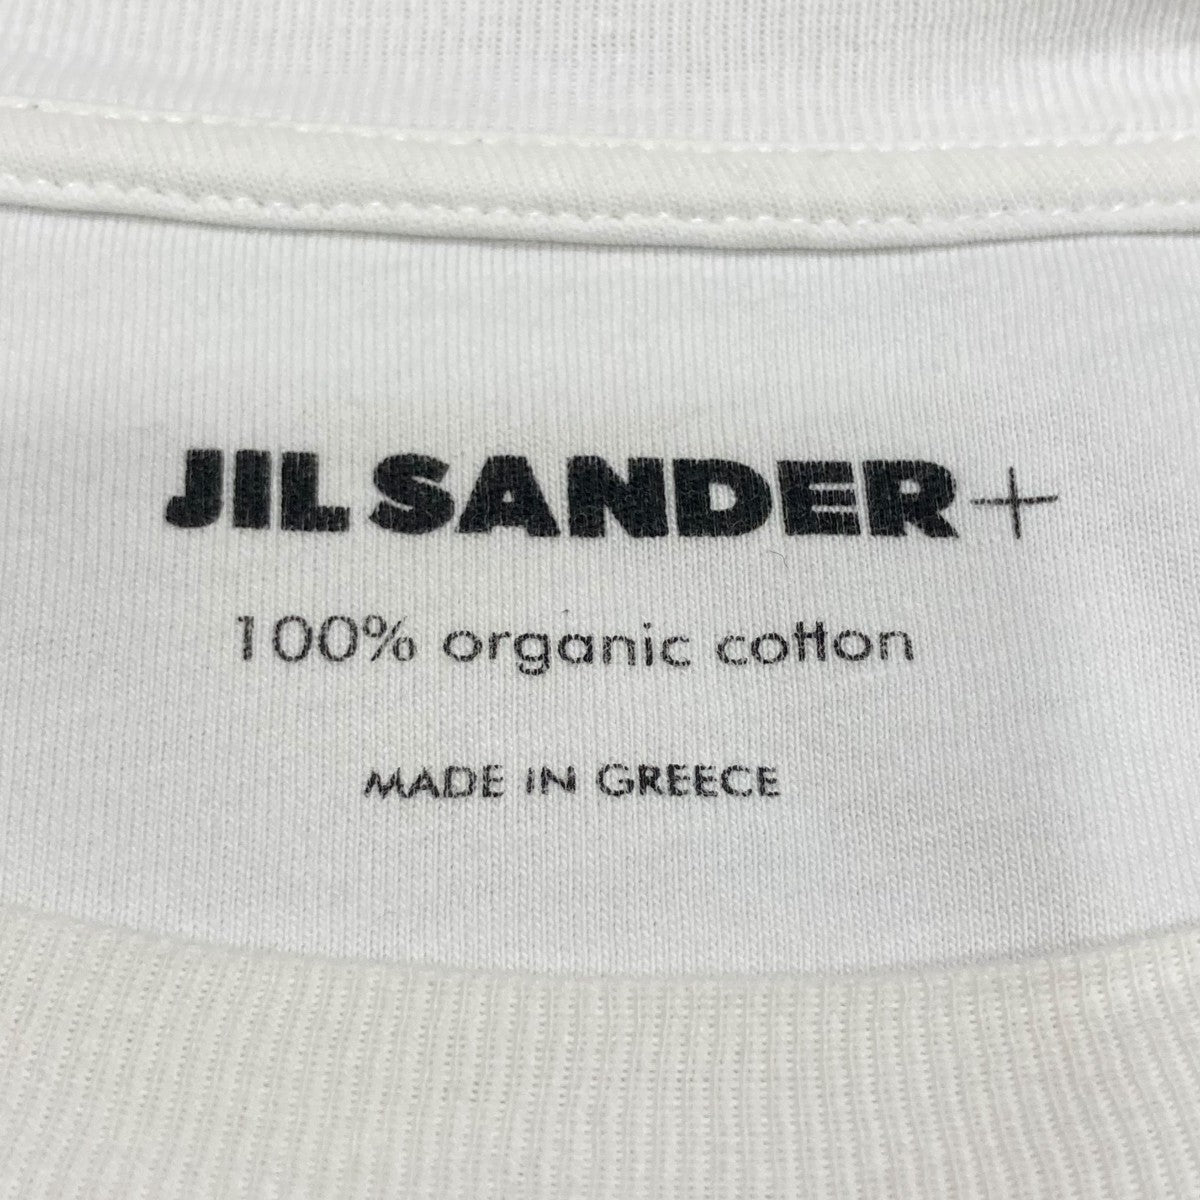 JIL SANDER+
100% organic cotton
MADE IN GREECE